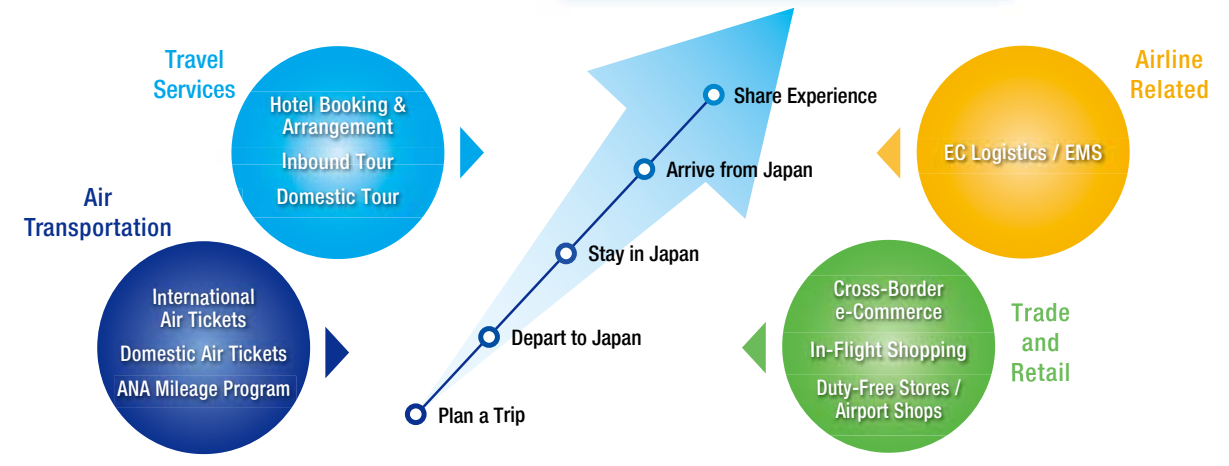 Travel
Services
Hotel Booking &
Arrangement
Inbound Tour
Domestic Tour
Air
Transportation
International
Air Tickets
Domestic Air Tickets
ANA Mileage Program
Share Experience
Arrive from Japan
Stay in Japan
Depart to Japan
Plan a Trip
Airline
Related
EC Logistics / EMS
Cross-Border
e-Commerce
In-Flight Shopping
Duty-Free Stores /
Airport Shops
Trade
and
Retail